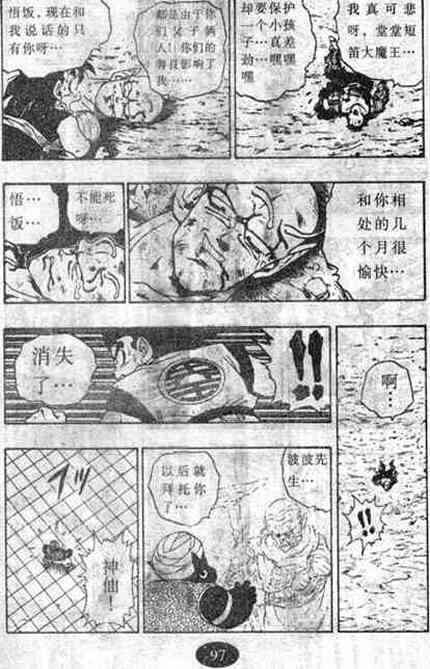 我真可悲
呀，堂堂短
笛大魔王…
却要保护
一个小孩
子…真差
劲…嘿嘿
嘿
都是由于你
们父子俩
人！你们的
善良影响了
我……
悟饭，现在和
我说话的只
有你呀…
和你相
处的几
个月很
愉快…
不能死
呀…
悟…
饭…
啊…
!!
!!
消失
了…
波波先
生…
以后就
拜托你
了…
神仙！
97